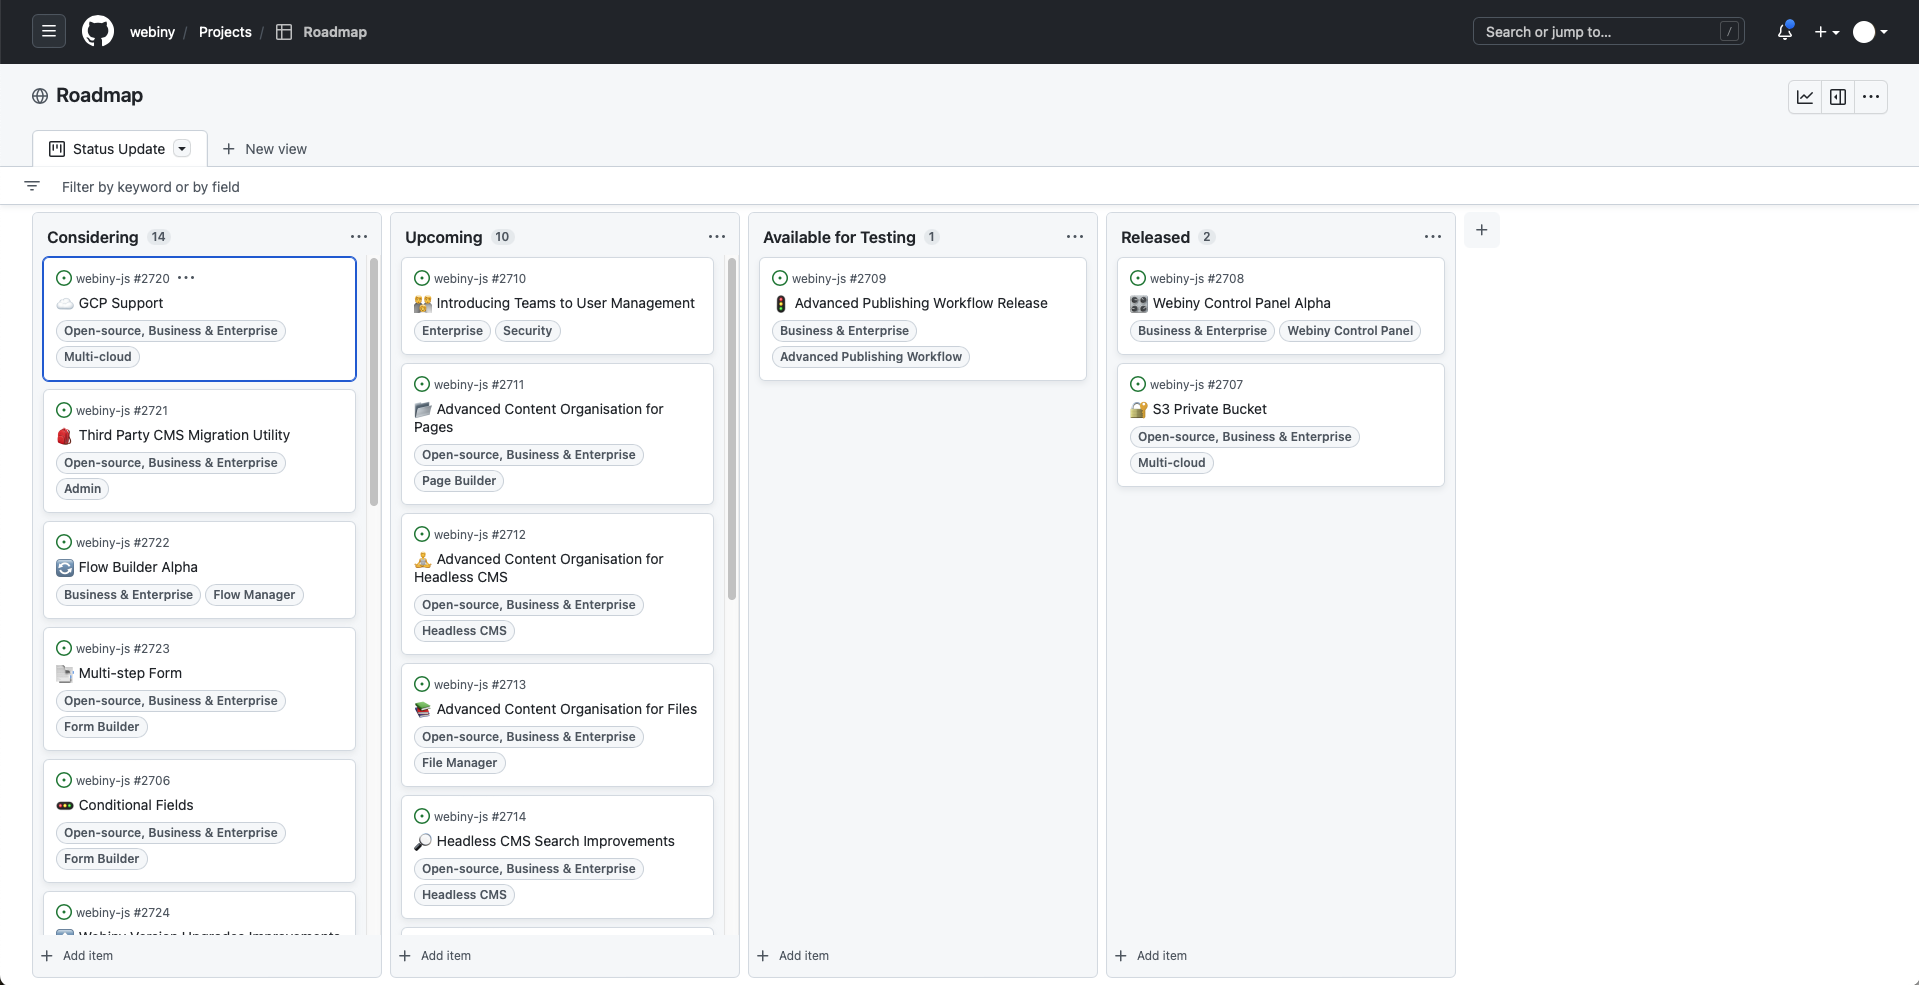 webiny / Projects / Roadmap
Search or jump to... /
Roadmap
Status Update
New view
Filter by keyword or by field
Considering 14
webiny-js #2720
GCP Support
Open-source, Business & Enterprise
Multi-cloud
webiny-js #2721
Third Party CMS Migration Utility
Open-source, Business & Enterprise
Admin
webiny-js #2722
Flow Builder Alpha
Business & Enterprise Flow Manager
webiny-js #2723
Multi-step Form
Open-source, Business & Enterprise
Form Builder
webiny-js #2706
Conditional Fields
Open-source, Business & Enterprise
Form Builder
webiny-js #2724
Webiny Version Upgrades Improvements
Add item
Upcoming 10
webiny-js #2710
Introducing Teams to User Management
Enterprise Security
webiny-js #2711
Advanced Content Organisation for
Pages
Open-source, Business & Enterprise
Page Builder
webiny-js #2712
Advanced Content Organisation for
Headless CMS
Open-source, Business & Enterprise
Headless CMS
webiny-js #2713
Advanced Content Organisation for Files
Open-source, Business & Enterprise
File Manager
webiny-js #2714
Headless CMS Search Improvements
Open-source, Business & Enterprise
Headless CMS
Add item
Available for Testing 1
webiny-js #2709
Advanced Publishing Workflow Release
Business & Enterprise
Advanced Publishing Workflow
Add item
Released 2
webiny-js #2708
Webiny Control Panel Alpha
Business & Enterprise Webiny Control Panel
webiny-js #2707
S3 Private Bucket
Open-source, Business & Enterprise
Multi-cloud
Add item